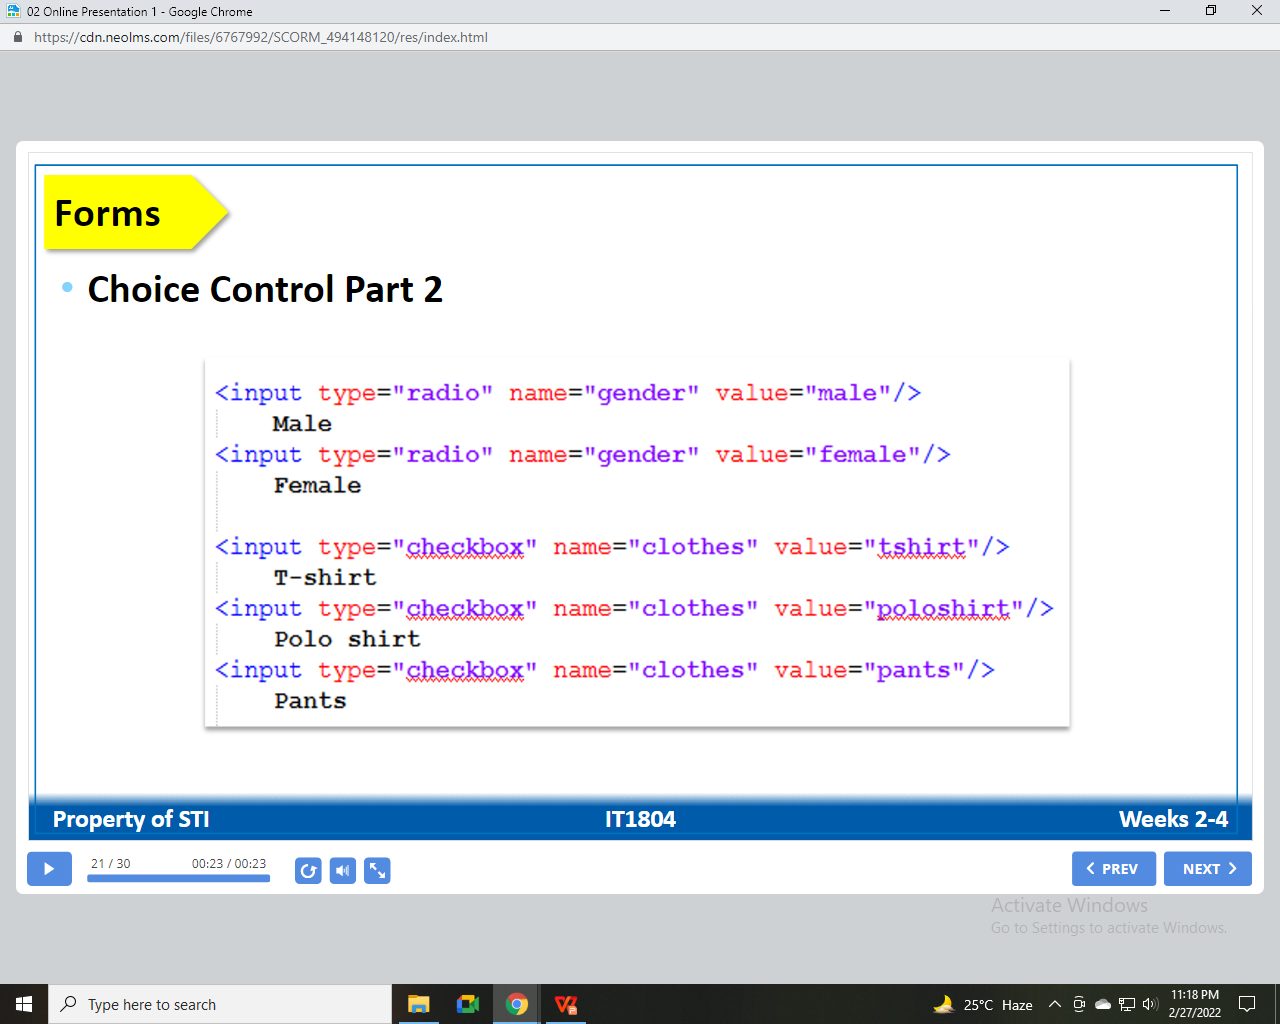 02 Online Presentation 1 - Google Chrome
https://cdn.neolms.com/files/6767992/SCORM_494148120/res/index.html
Forms
• Choice Control Part 2
<input type="radio" name="gender" value="male"/>
Male
<input type="radio" name="gender" value="female"/>
Female
<input type="checkbox" name="clothes" value="tshirt"/>
T-shirt
<input type="checkbox" name="clothes" value="poloshirt"/>
Polo shirt
<input type="checkbox" name="clothes" value="pants"/>
Pants
Property of STI IT1804 Weeks 2-4
21 / 30 00:23 / 00:23 PREV NEXT
Activate Windows
Go to Settings to activate Windows.
Type here to search 25°C Haze 11:18 PM
2/27/2022